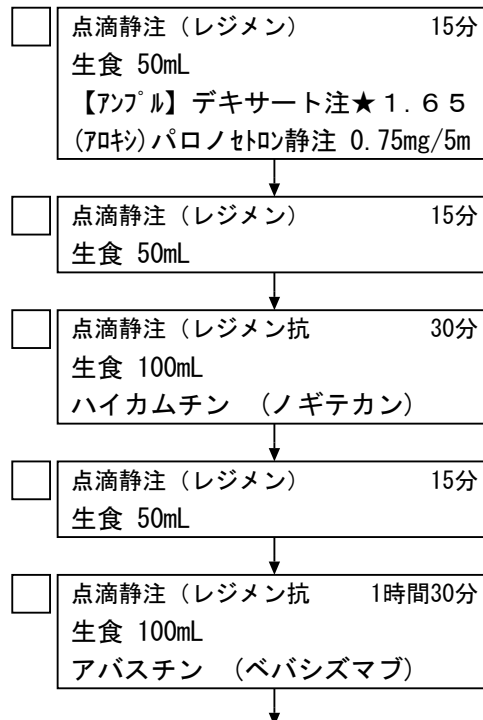 点滴静注（レジメン） 15分
生食 50mL
【ｱﾝﾌﾟﾙ】デキサート注★１．６５
(ｱﾛｷｼ)パロノｾﾄﾛﾝ静注 0.75mg/5m
点滴静注（レジメン） 15分
生食 50mL
点滴静注（レジメン抗 30分
生食 100mL
ハイカムチン （ノギテカン）
点滴静注（レジメン） 15分
生食 50mL
点滴静注（レジメン抗 1時間30分
生食 100mL
アバスチン （ベバシズマブ）